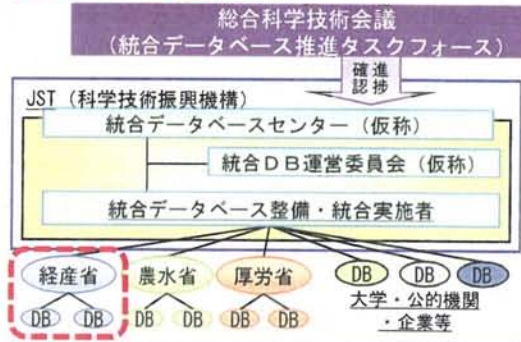 総合科学技術会議
（統合データベース推進タスクフォース）
進捗
確認
JST（科学技術振興機構）
統合データベースセンター（仮称）
統合ＤＢ運営委員会（仮称）
統合データベース整備・統合実施者
経産省 農水省 厚労省 DB DB DB
DB DB DB DB DB DB
大学・公的機関
・企業等